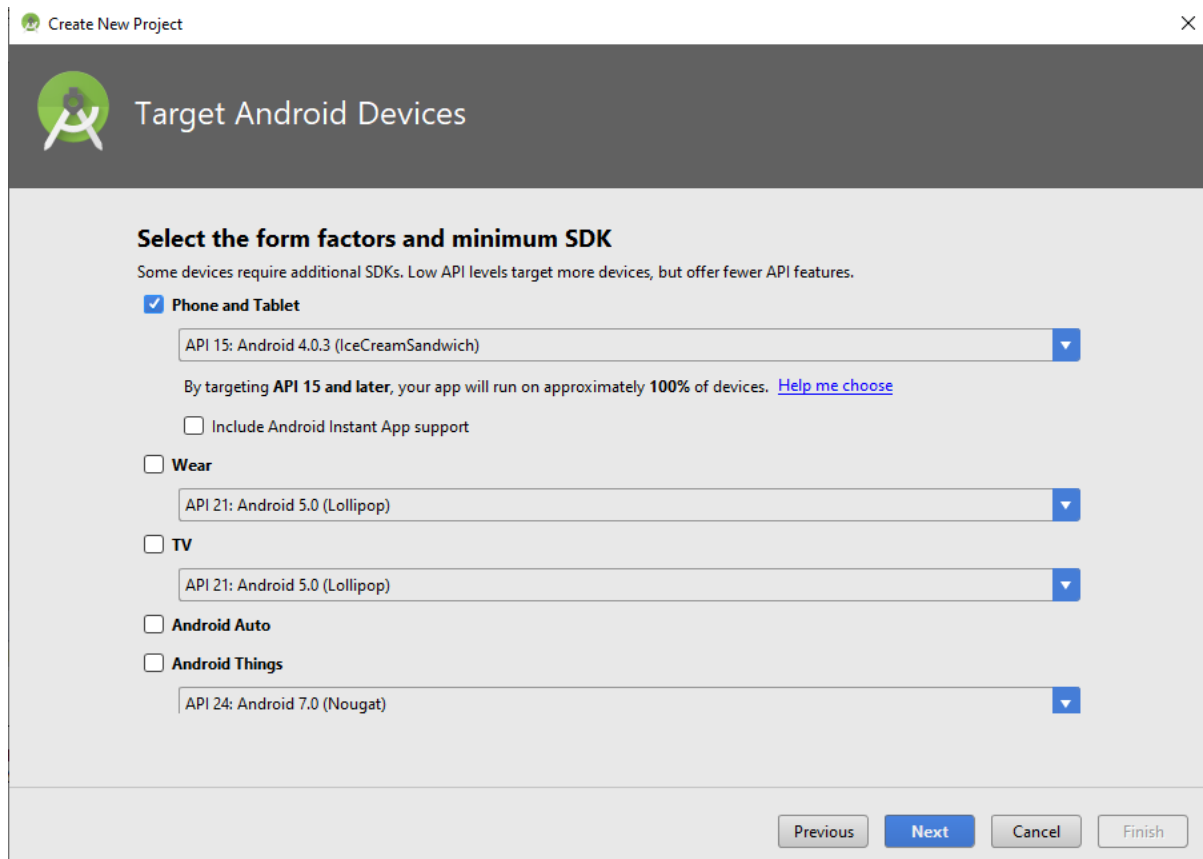 Create New Project
Target Android Devices
Select the form factors and minimum SDK
Some devices require additional SDKs. Low API levels target more devices, but offer fewer API features.
Phone and Tablet
API 15: Android 4.0.3 (IceCreamSandwich)
By targeting API 15 and later, your app will run on approximately 100% of devices. Help me choose
Include Android Instant App support
Wear
API 21: Android 5.0 (Lollipop)
TV
API 21: Android 5.0 (Lollipop)
Android Auto
Android Things
API 24: Android 7.0 (Nougat)
Previous Next Cancel Finish